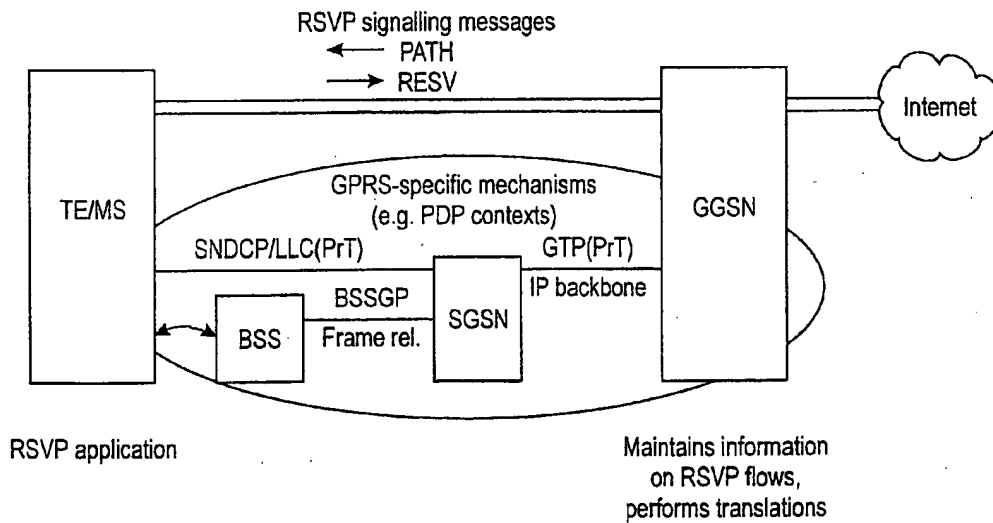 RSVP signalling messages
PATH
RESV
Internet
TE/MS
GPRS-specific mechanisms
(e.g. PDP contexts)
GGSN
SNDCP/LLC(PrT)
GTP(PrT)
BSSGP
IP backbone
SGSN
BSS
Frame rel.
RSVP application
Maintains information
on RSVP flows,
performs translations